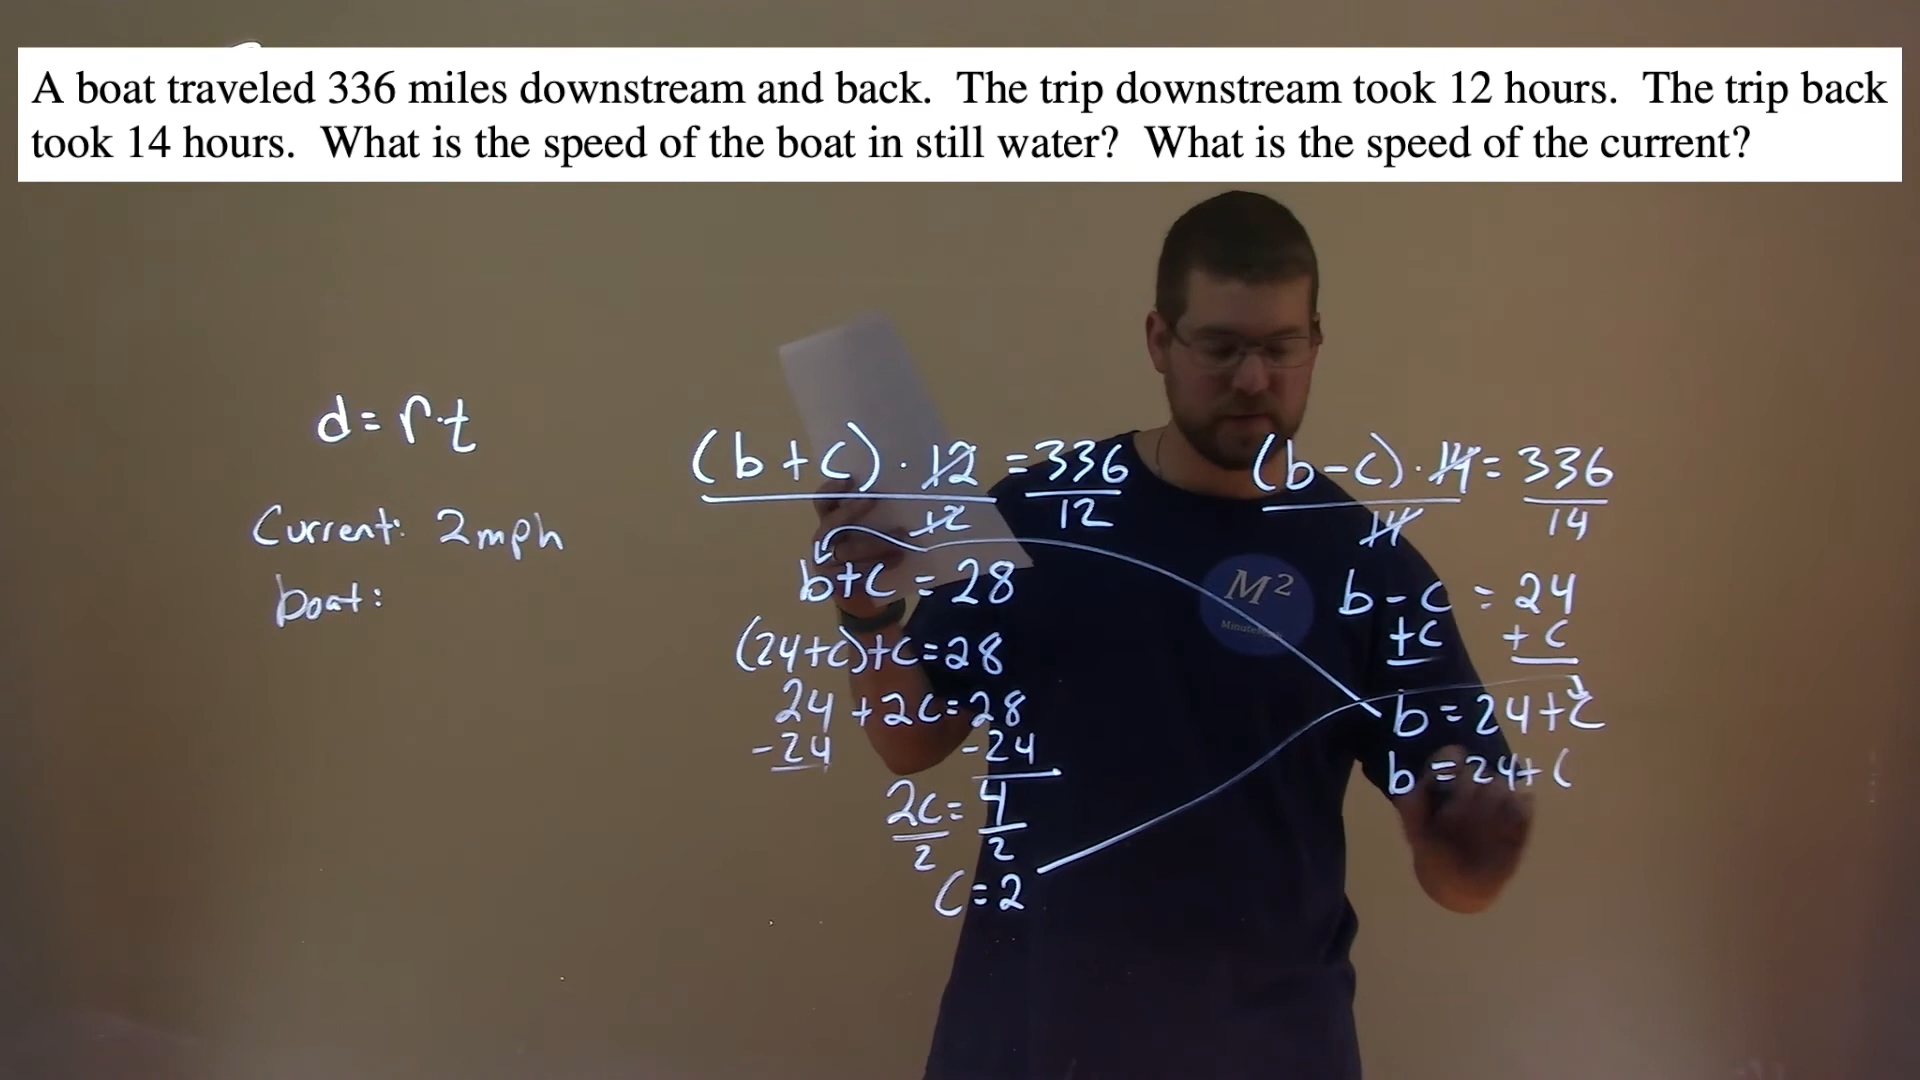 A boat traveled 336 miles downstream and back. The trip downstream took 12 hours. The trip back
took 14 hours. What is the speed of the boat in still water? What is the speed of the current?
d = r·t
Current: 2mph
boat:
(b+c)·12 = 336
12 12
b+c = 28
(24+c)+c=28
24+2c=28
-24 -24
2c=4
2 2
c=2
(b-c)·14 = 336
14 14
b-c = 24
+c +c
b=24+c
b=24+c
M²